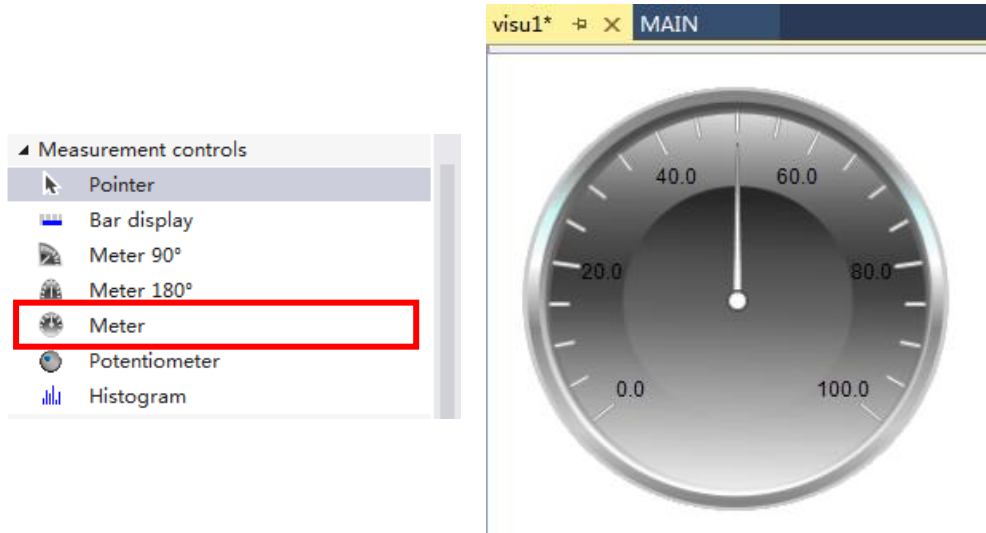 Measurement controls
Pointer
Bar display
Meter 90°
Meter 180°
Meter
Potentiometer
Histogram
visu1* MAIN
40.0 60.0
20.0 80.0
0.0 100.0